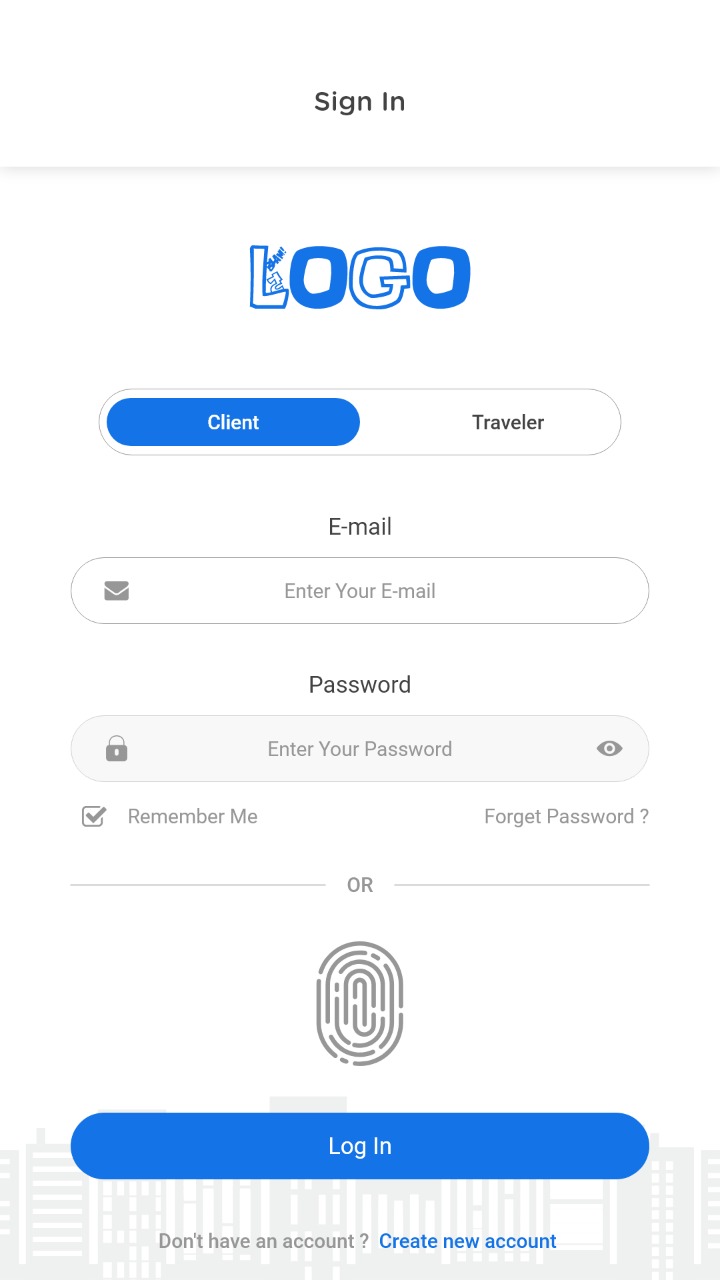 Sign In
LOGO
Client Traveler
E-mail
Enter Your E-mail
Password
Enter Your Password
Remember Me Forget Password ?
OR
Log In
Don't have an account ? Create new account